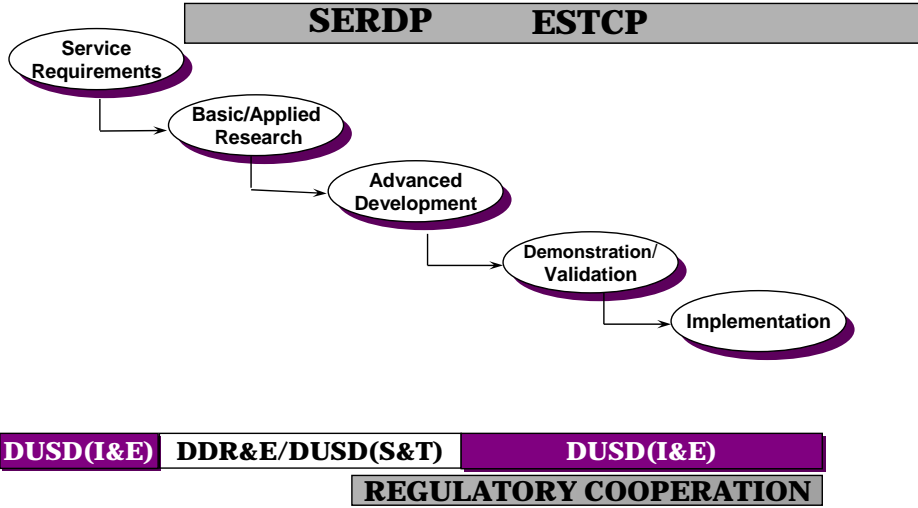 SERDP ESTCP
Service
Requirements
Basic/Applied
Research
Advanced
Development
Demonstration/
Validation
Implementation
DUSD(I&E) DDR&E/DUSD(S&T) DUSD(I&E)
REGULATORY COOPERATION